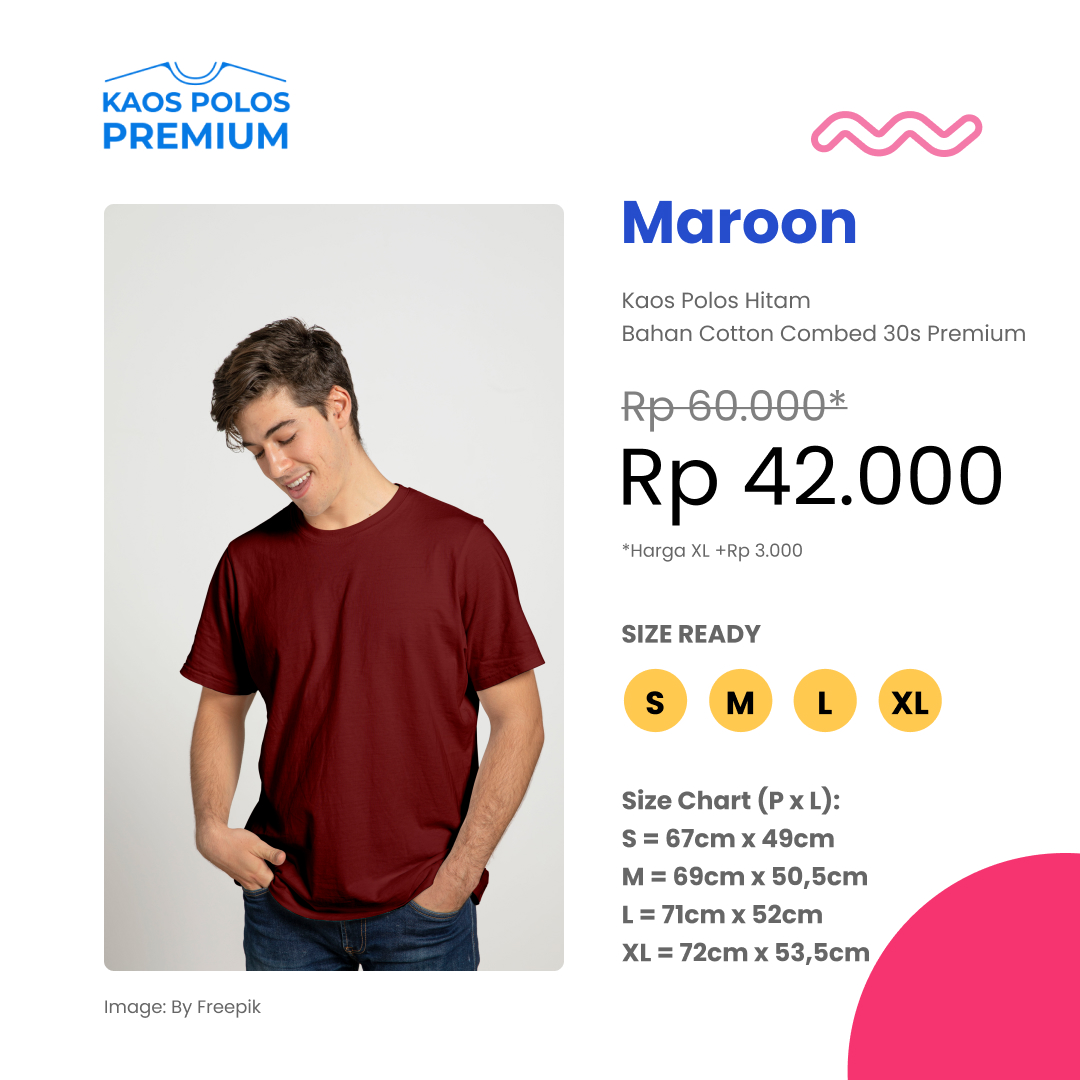 KAOS POLOS
PREMIUM
Maroon
Kaos Polos Hitam
Bahan Cotton Combed 30s Premium
Rp 60.000*
Rp 42.000
*Harga XL +Rp 3.000
SIZE READY
S M L XL
Size Chart (P x L):
S = 67cm x 49cm
M = 69cm x 50,5cm
L = 71cm x 52cm
XL = 72cm x 53,5cm
Image: By Freepik